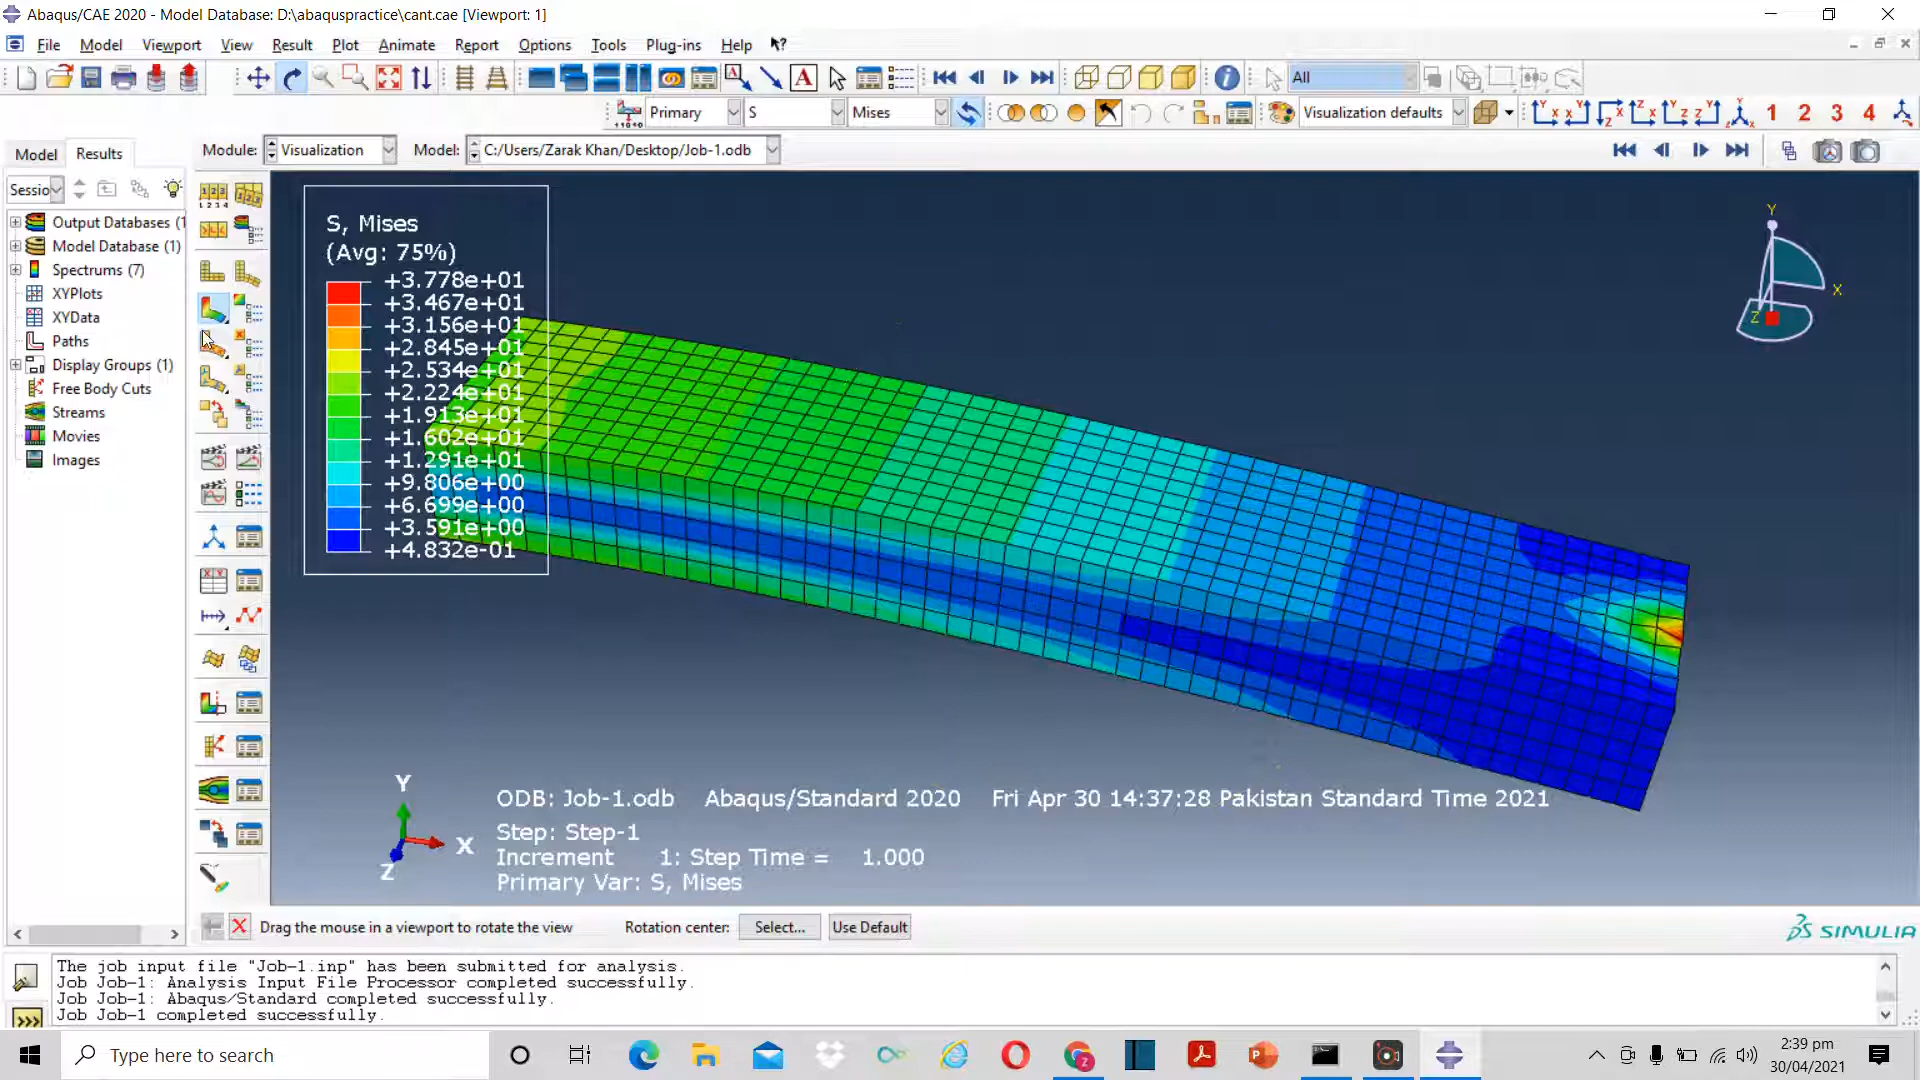 Abaqus/CAE 2020 - Model Database: D:\abaquspractice\cant.cae [Viewport: 1]
File Model Viewport View Result Plot Animate Report Options Tools Plug-ins Help
All
Primary S Mises Visualization defaults 1 2 3 4
Model Results Module: Visualization Model: C:/Users/Zarak Khan/Desktop/Job-1.odb
Sessio
Output Databases (1
Model Database (1)
Spectrums (7)
XYPlots
XYData
Paths
Display Groups (1)
Free Body Cuts
Streams
Movies
Images
S, Mises
(Avg: 75%)
+3.778e+01
+3.467e+01
+3.156e+01
+2.845e+01
+2.534e+01
+2.224e+01
+1.913e+01
+1.602e+01
+1.291e+01
+9.806e+00
+6.699e+00
+3.591e+00
+4.832e-01
Y
X
Z
Y
X
Z
ODB: Job-1.odb Abaqus/Standard 2020 Fri Apr 30 14:37:28 Pakistan Standard Time 2021
Step: Step-1
Increment 1: Step Time = 1.000
Primary Var: S, Mises
Drag the mouse in a viewport to rotate the view Rotation center: Select... Use Default
SIMULIA
The job input file "Job-1.inp" has been submitted for analysis.
Job Job-1: Analysis Input File Processor completed successfully.
Job Job-1: Abaqus/Standard completed successfully.
Job Job-1 completed successfully.
Type here to search
2:39 pm
30/04/2021